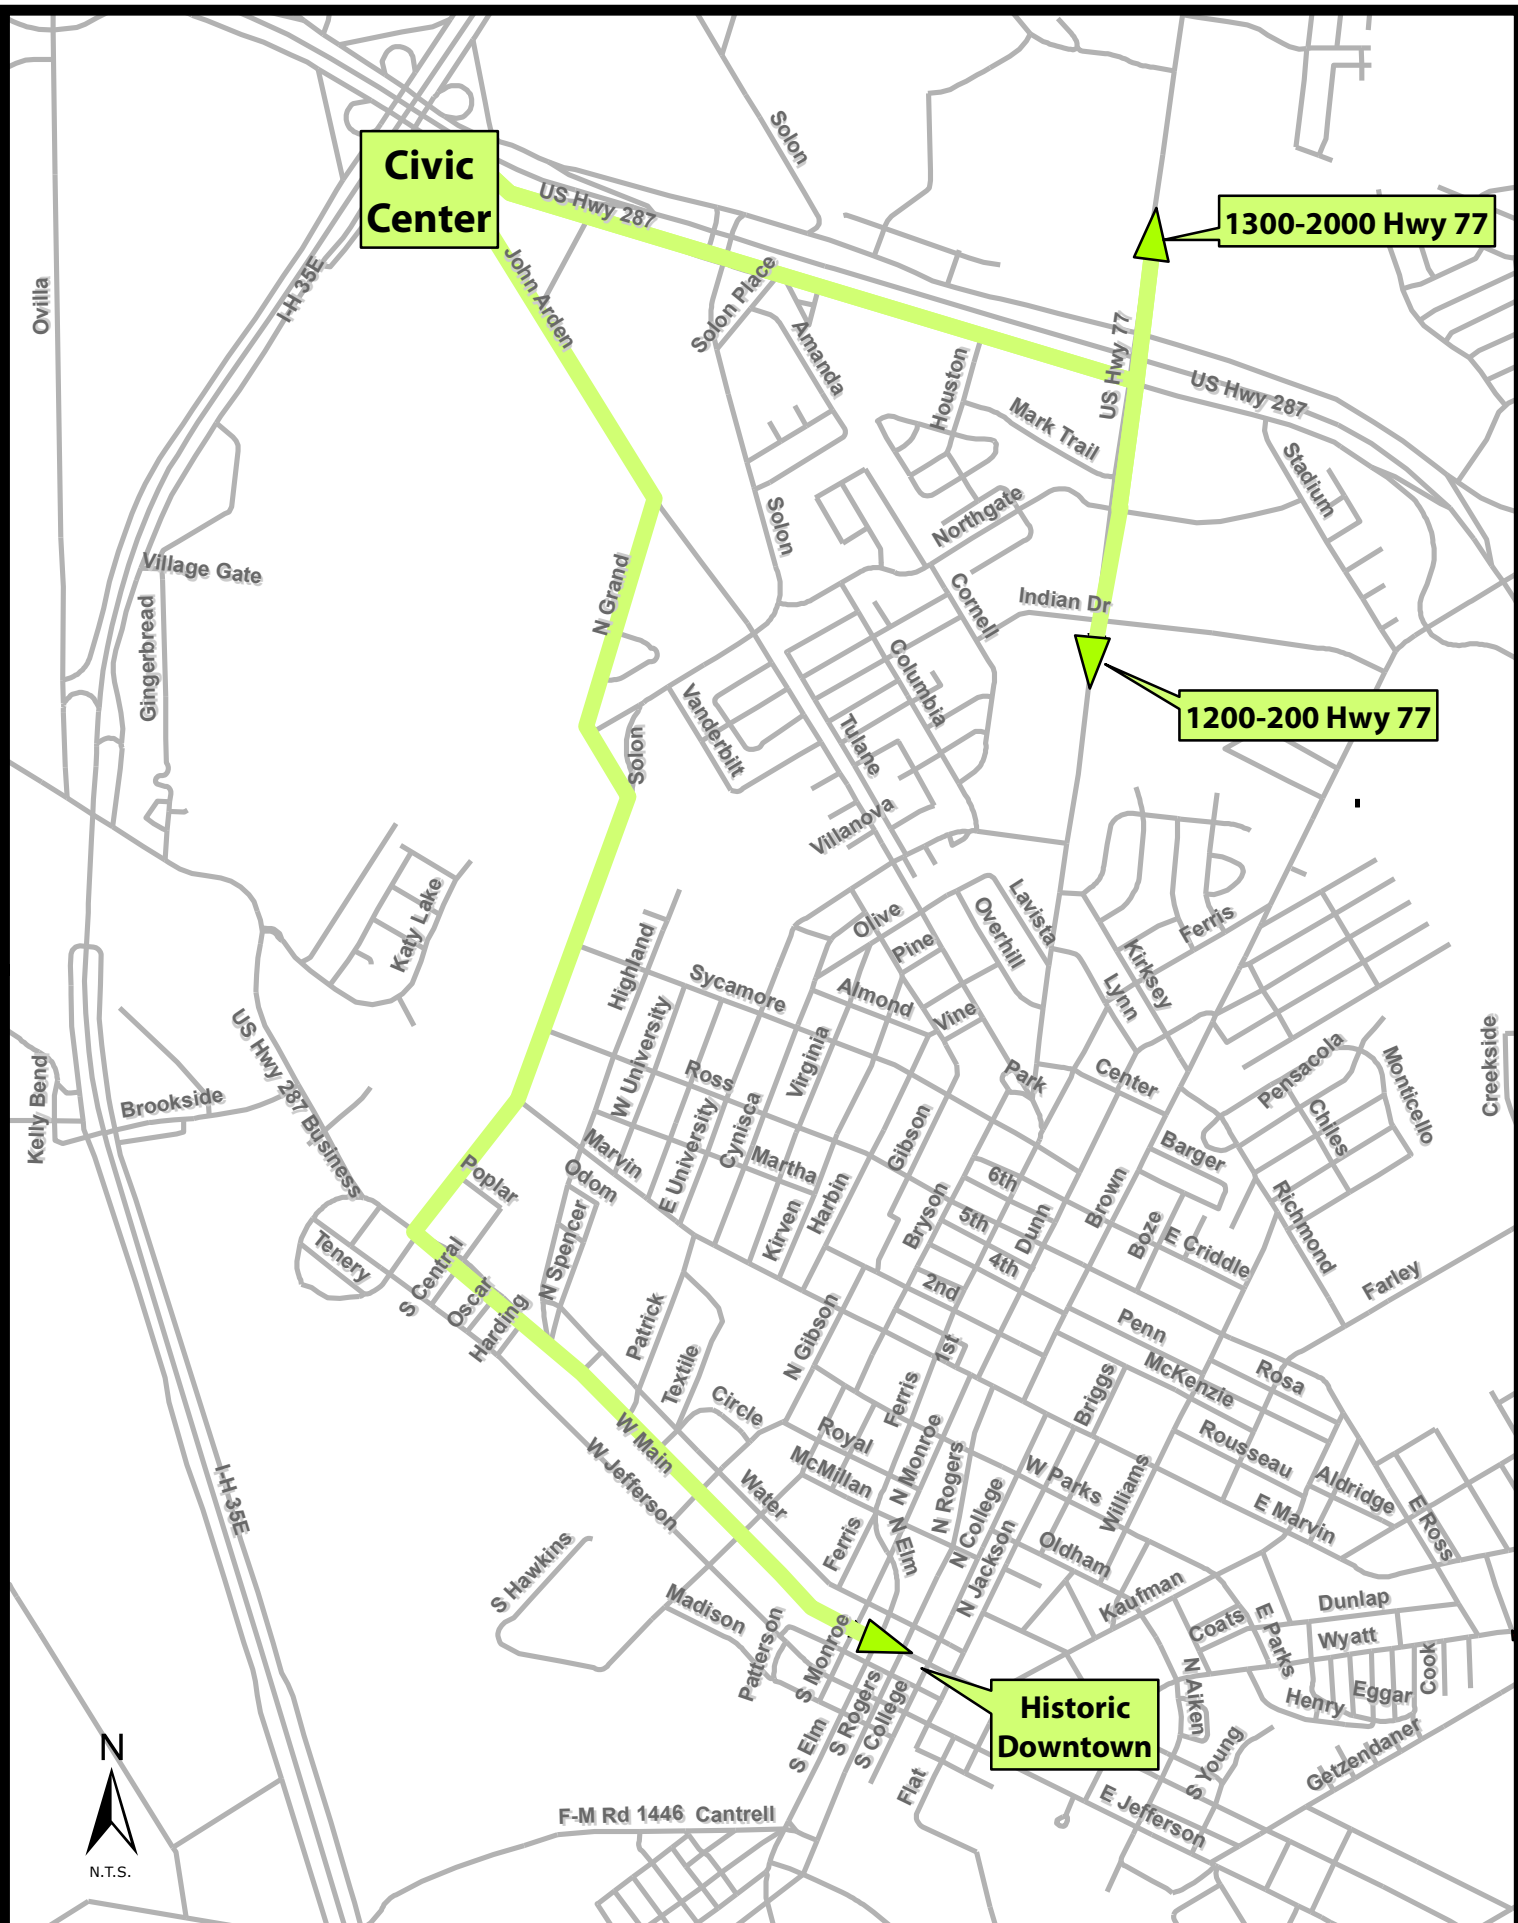 Civic
Center
Solon
US Hwy 287
1300-2000 Hwy 77
Ovilla
I-H 35E
John Arden
Solon Place
Amanda
Houston
US Hwy 77
US Hwy 287
Mark Trail
Stadium
Solon
Northgate
Village Gate
N Grand
Cornell
Indian Dr
Gingerbread
Columbia
Vanderbilt
Tulane
1200-200 Hwy 77
Solon
Villanova
Katy Lake
Highland
Olive
Pine
Overhill
Lavista
Ferris
Kirksey
Lynn
Sycamore
Almond
Vine
US Hwy 287 Business
W University
Virginia
Ross
Park
Center
Pensacola
Monticello
Creekside
Kelly Bend
Brookside
Chiles
Cynisca
E University
Marvin
Martha
Gibson
Barger
Poplar
Odom
Harbin
Kirven
Bryson
6th
5th
4th
2nd
1st
Dunn
Brown
Boze
E Criddle
Richmond
Farley
Tenery
S Central
Oscar
Harding
N Spencer
Patrick
Textile
N Gibson
Penn
McKenzie
Rosa
Circle
Royal
McMillan
Ferris
Briggs
Rousseau
Aldridge
E Marvin
E Ross
W Main
W Jefferson
Water
N Monroe
N Rogers
N College
W Parks
Williams
I-H 35E
S Hawkins
Ferris
N Elm
N Jackson
Oldham
Kaufman
Coats
E Parks
Dunlap
Wyatt
Cook
Madison
Patterson
S Monroe
S Rogers
S College
S Elm
Historic
Downtown
N Aiken
Henry
Eggar
Getzendaner
S Young
Flat
E Jefferson
F-M Rd 1446 Cantrell
N
N.T.S.